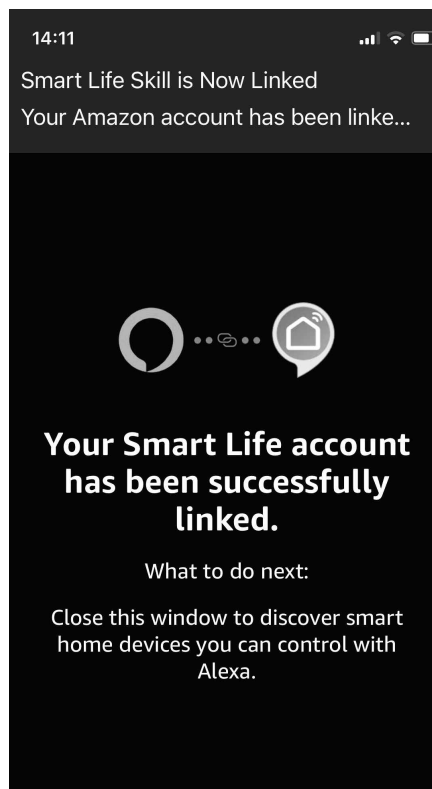 14:11
Smart Life Skill is Now Linked
Your Amazon account has been linke...
Your Smart Life account
has been successfully
linked.
What to do next:
Close this window to discover smart
home devices you can control with
Alexa.